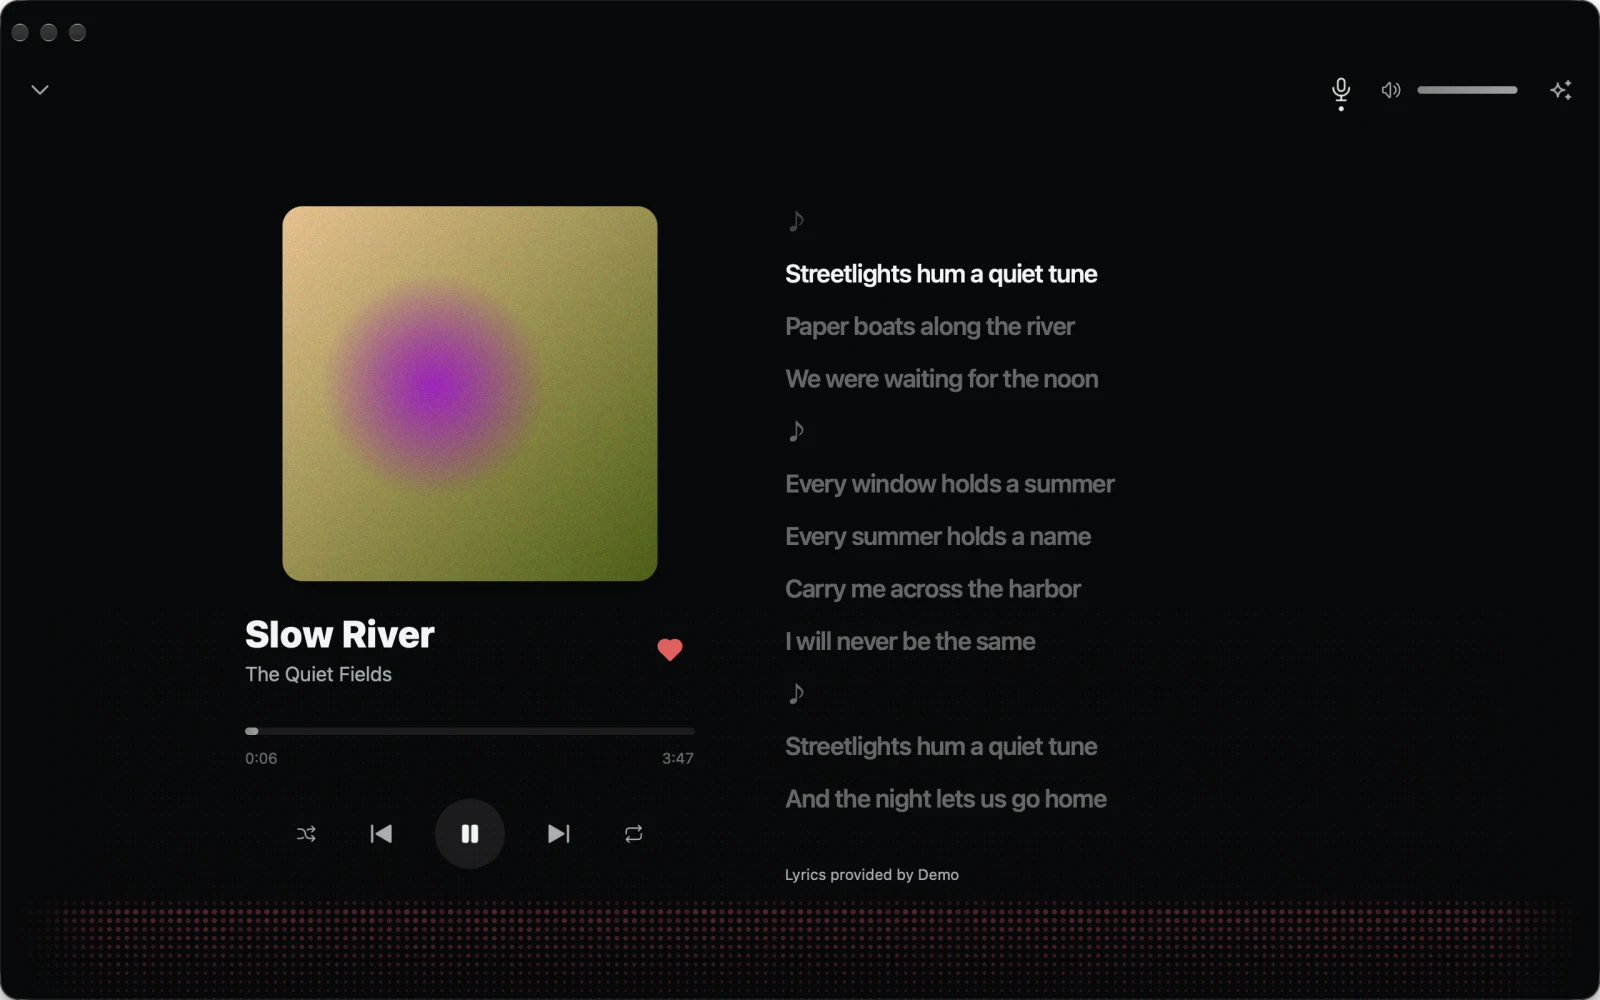 Streetlights hum a quiet tune
Paper boats along the river
We were waiting for the noon
Every window holds a summer
Every summer holds a name
Carry me across the harbor
I will never be the same
Streetlights hum a quiet tune
And the night lets us go home
Lyrics provided by Demo
Slow River
The Quiet Fields
0:06
3:47